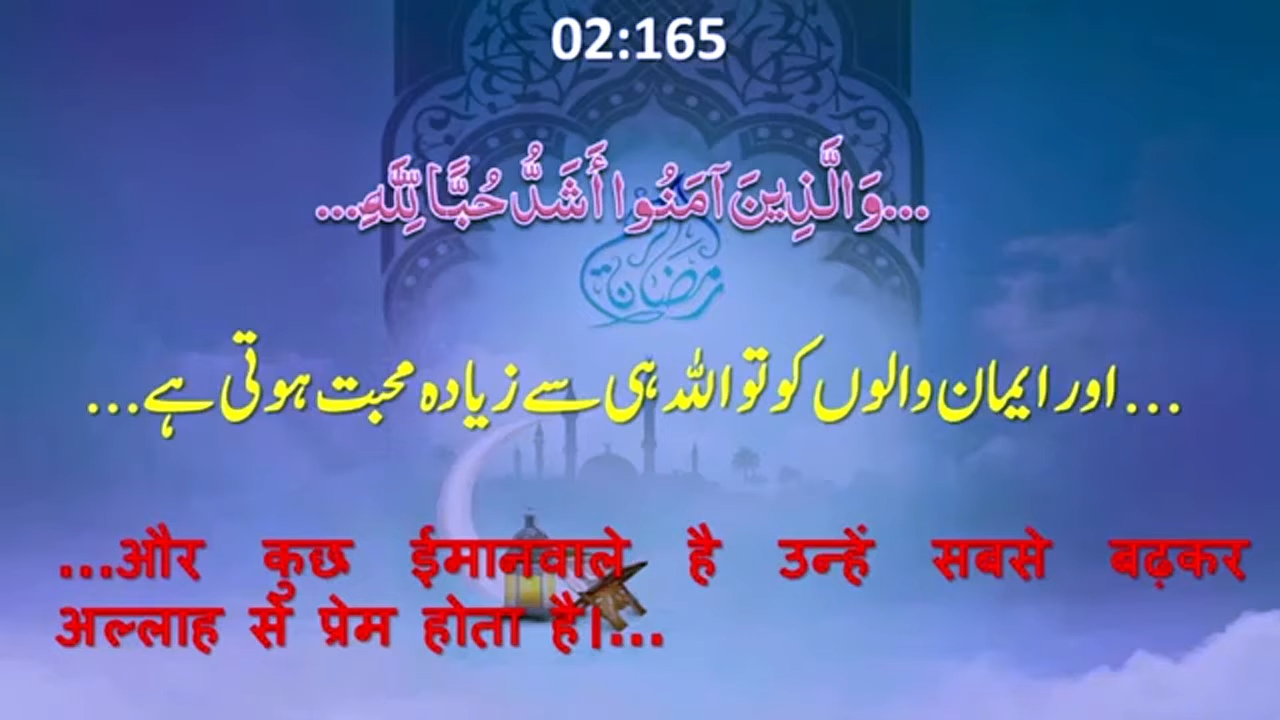 02:165
...وَالَّذِينَ آمَنُوا أَشَدُّ حُبًّا لِلَّهِ...
رمضان
...اور ایمان والوں کو تو اللہ ہی سے زیادہ محبت ہوتی ہے...
...और कुछ ईमानवाले है उन्हें सबसे बढ़कर
अल्लाह से प्रेम होता है।...